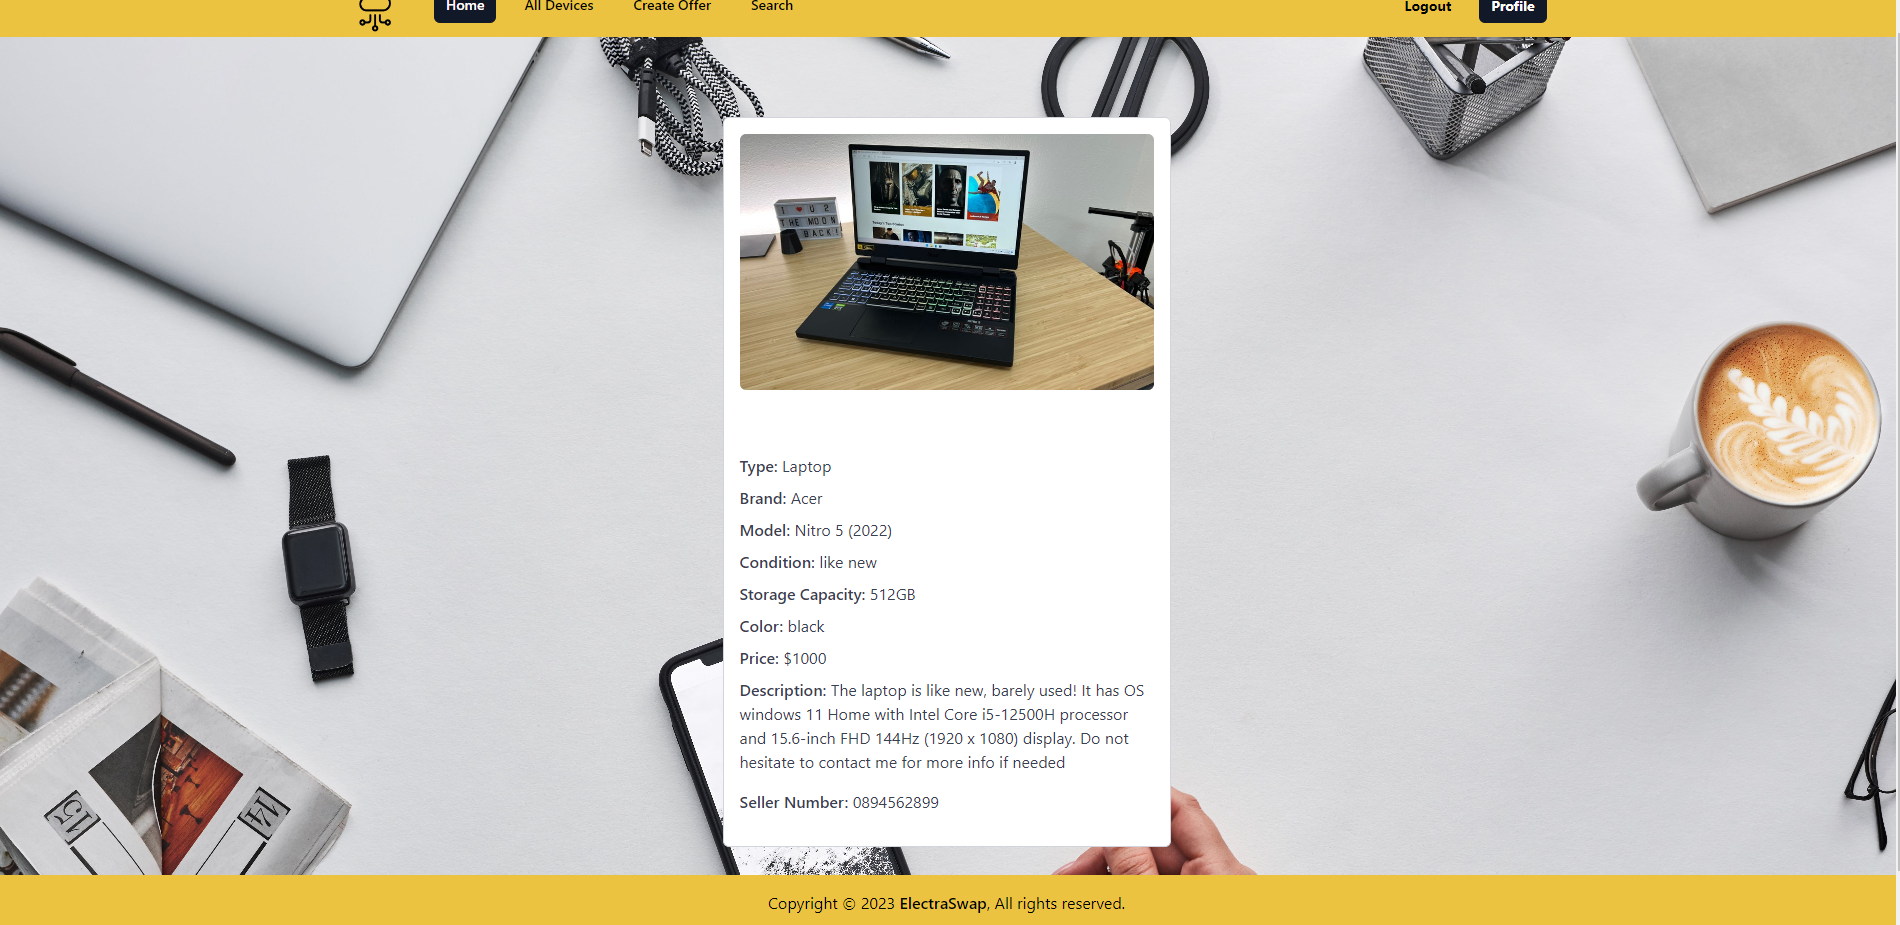 Home
All Devices
Create Offer
Search
Logout
Profile
I ♥ U 2
THE MOON
BACK!
Type: Laptop
Brand: Acer
Model: Nitro 5 (2022)
Condition: like new
Storage Capacity: 512GB
Color: black
Price: $1000
Description: The laptop is like new, barely used! It has OS
windows 11 Home with Intel Core i5-12500H processor
and 15.6-inch FHD 144Hz (1920 x 1080) display. Do not
hesitate to contact me for more info if needed
Seller Number: 0894562899
15
44
Copyright © 2023 ElectraSwap, All rights reserved.